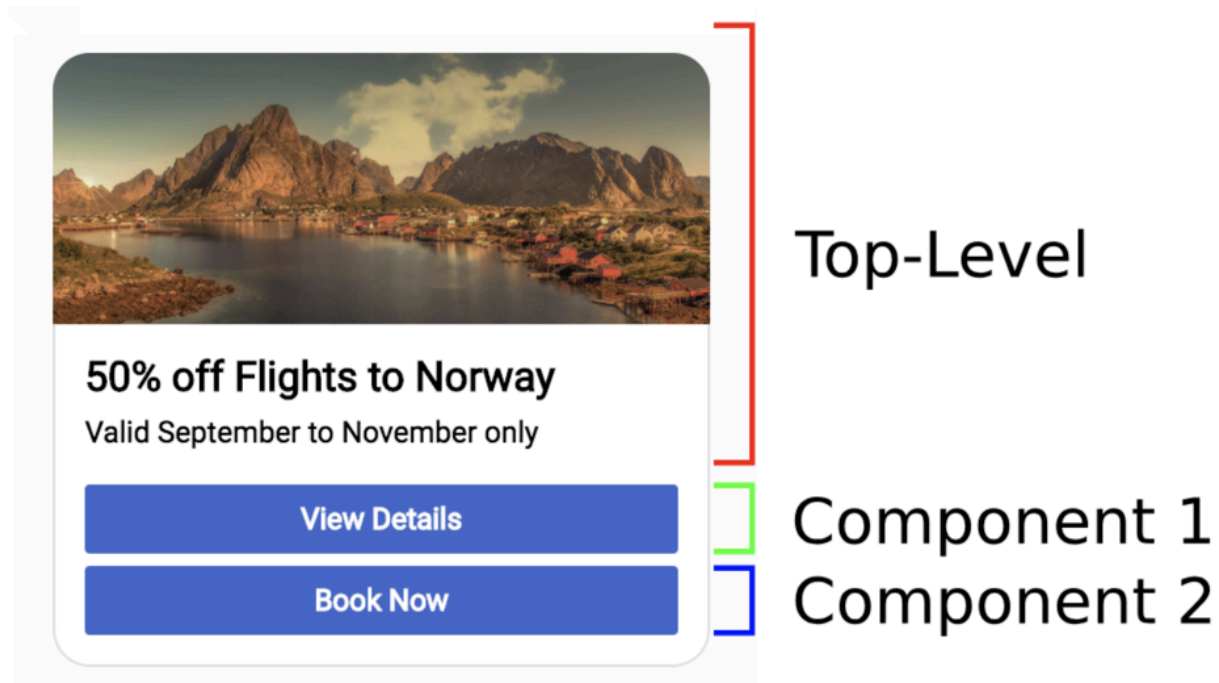 50% off Flights to Norway
Valid September to November only
View Details
Book Now
Top-Level
Component 1
Component 2